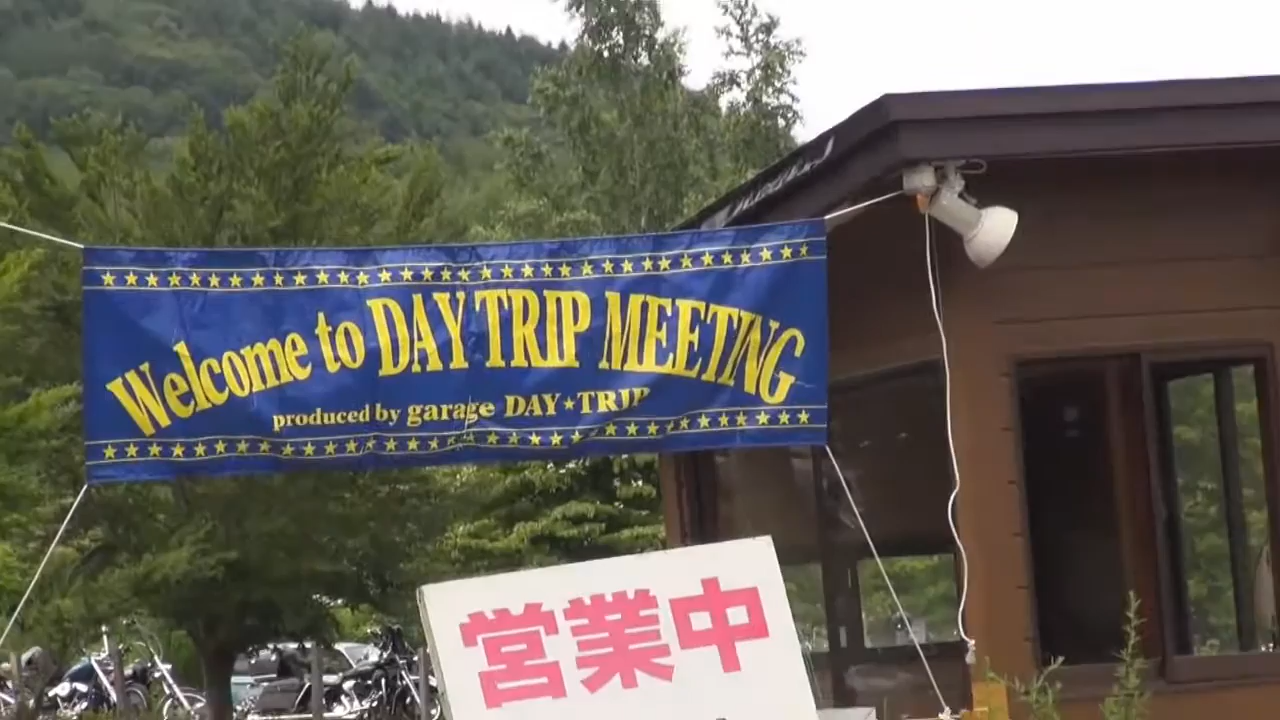 Welcome to DAY TRIP MEETING
produced by garage DAY★TRIP
営業中